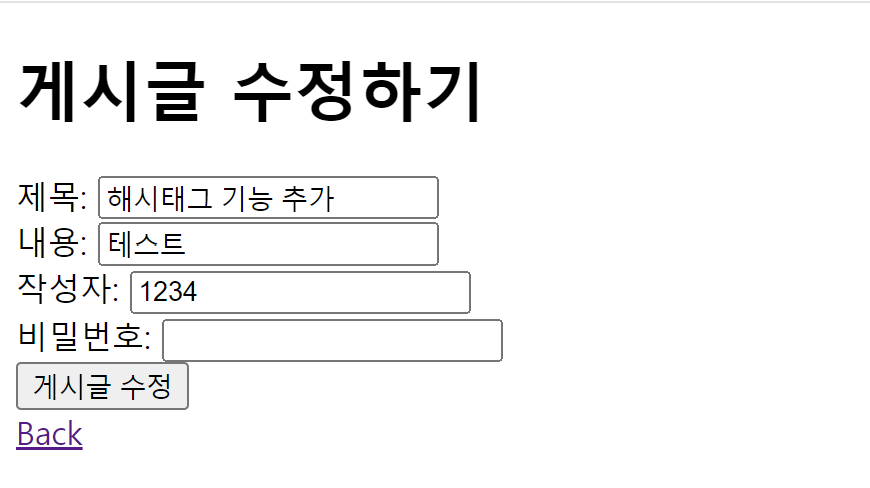 게시글 수정하기
제목: 해시태그 기능 추가
내용: 테스트
작성자: 1234
비밀번호:
게시글 수정
Back